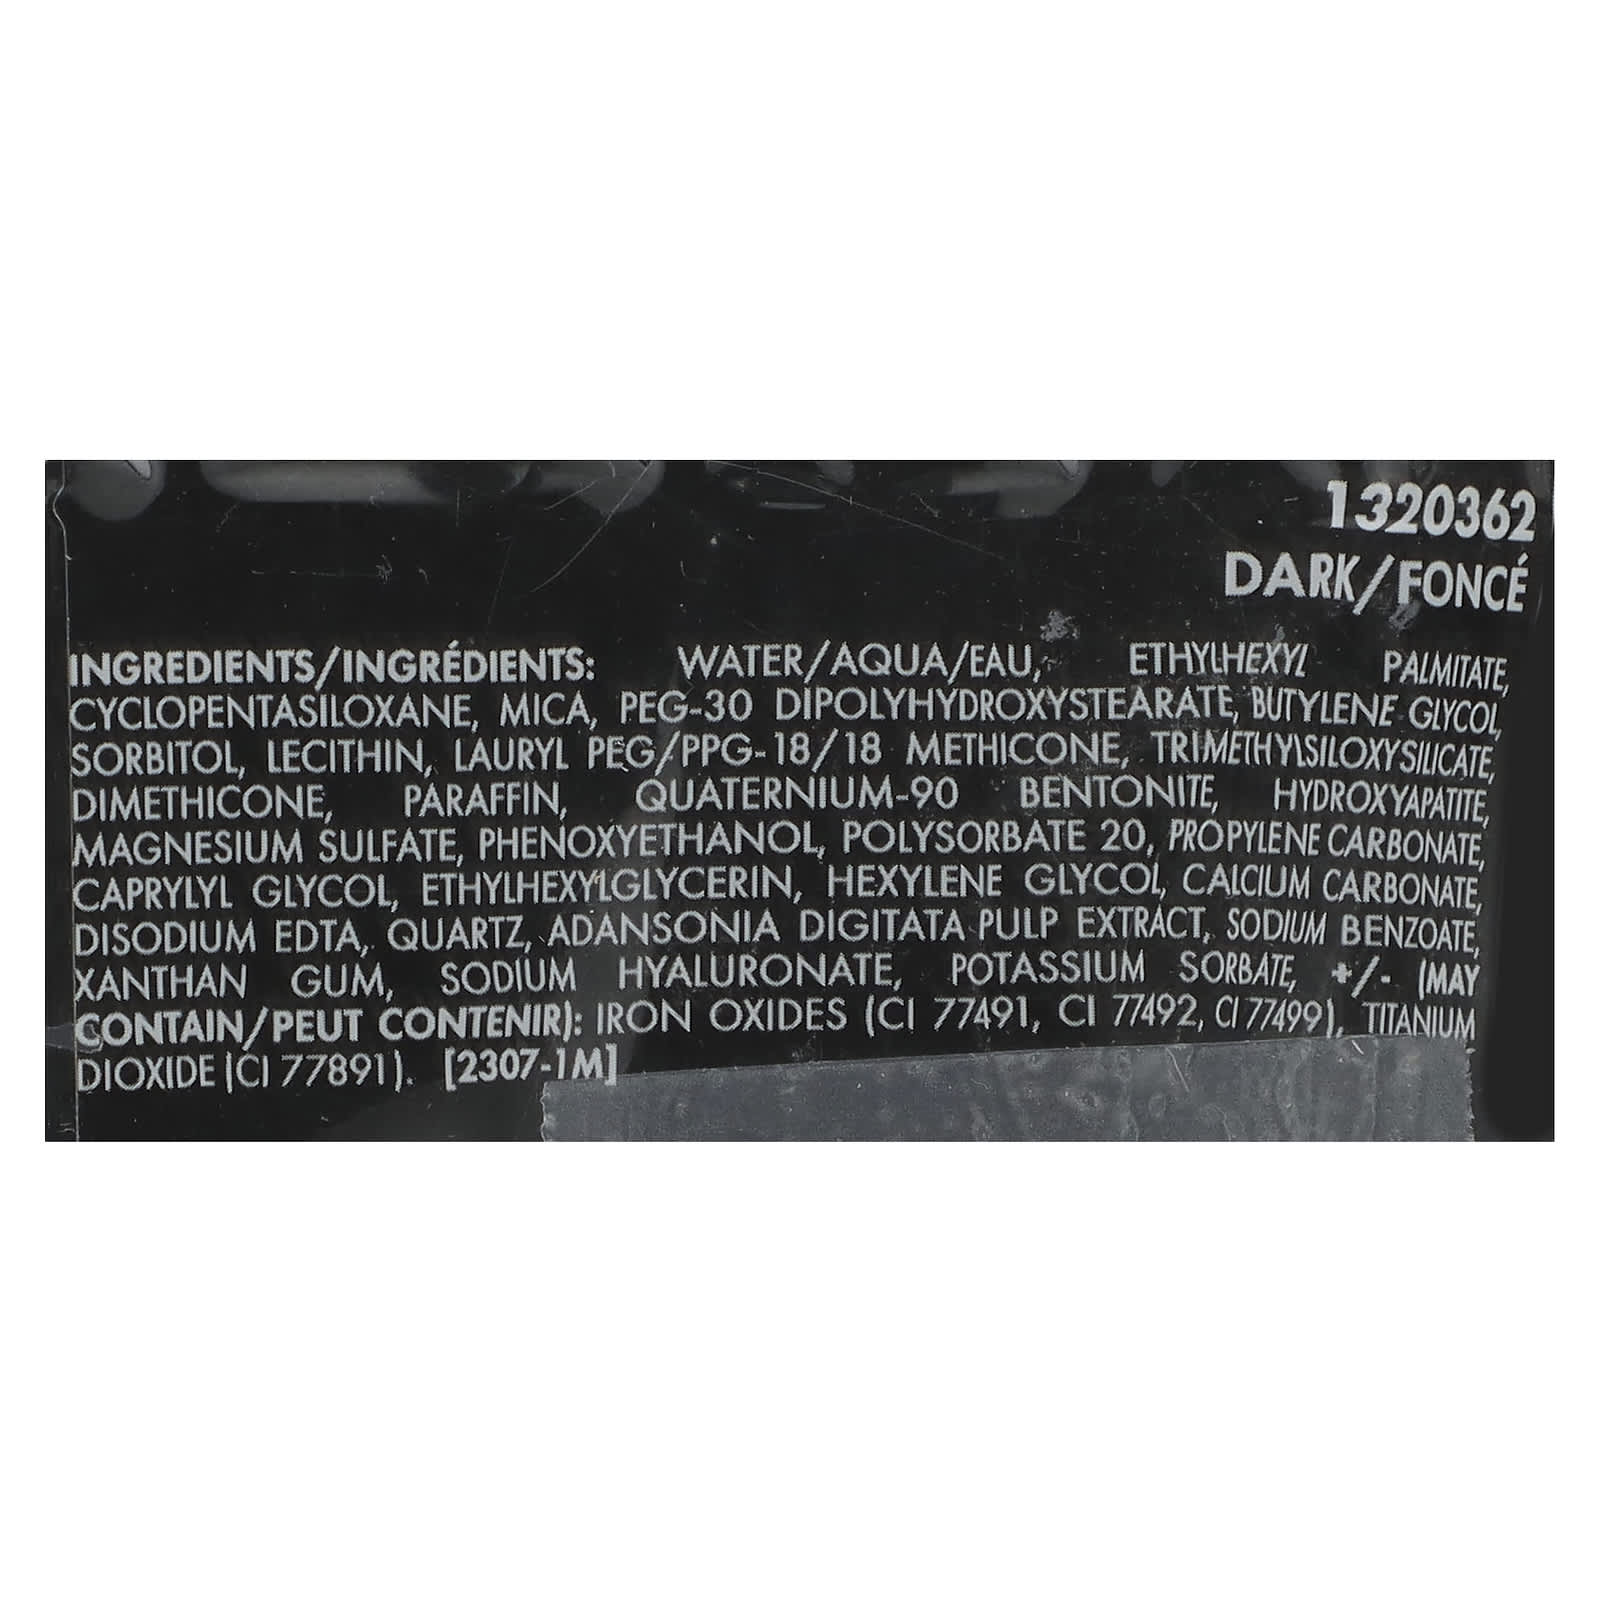 1320362
DARK/FONCÉ
INGREDIENTS/INGRÉDIENTS: WATER/AQUA/EAU, ETHYLHEXYL PALMITATE,
CYCLOPENTASILOXANE, MICA, PEG-30 DIPOLYHYDROXYSTEARATE, BUTYLENE GLYCOL,
SORBITOL, LECITHIN, LAURYL PEG/PPG-18/18 METHICONE, TRIMETHYLSILOXYSILICATE,
DIMETHICONE, PARAFFIN, QUATERNIUM-90 BENTONITE, HYDROXYAPATITE,
MAGNESIUM SULFATE, PHENOXYETHANOL, POLYSORBATE 20, PROPYLENE CARBONATE,
CAPRYLYL GLYCOL, ETHYLHEXYLGLYCERIN, HEXYLENE GLYCOL, CALCIUM CARBONATE,
DISODIUM EDTA, QUARTZ, ADANSONIA DIGITATA PULP EXTRACT, SODIUM BENZOATE,
XANTHAN GUM, SODIUM HYALURONATE, POTASSIUM SORBATE, +/- (MAY
CONTAIN/PEUT CONTENIR): IRON OXIDES (CI 77491, CI 77492, CI 77499), TITANIUM
DIOXIDE (CI 77891). [2307-1M]